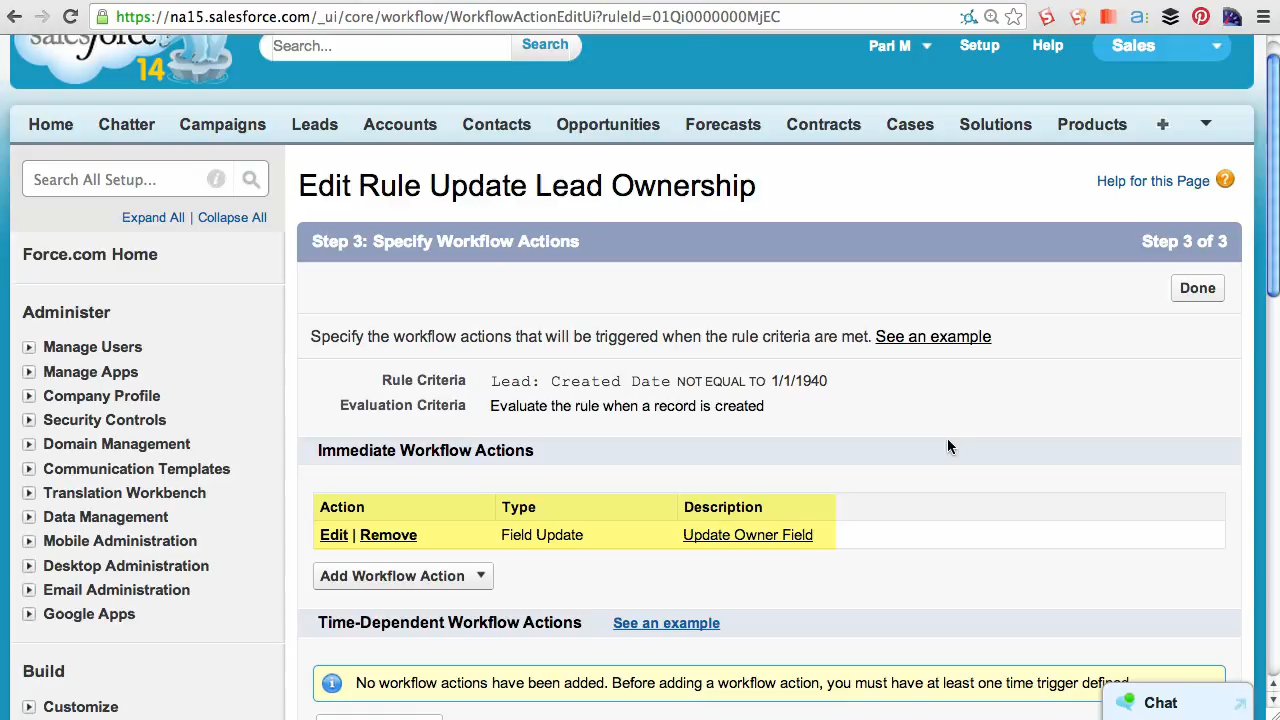 https://na15.salesforce.com/_ui/core/workflow/WorkflowActionEditUi?ruleId=01Qi0000000MjEC
salesforce
14
Search...
Search
Parl M
Setup
Help
Sales
Home
Chatter
Campaigns
Leads
Accounts
Contacts
Opportunities
Forecasts
Contracts
Cases
Solutions
Products
+
Search All Setup...
Expand All | Collapse All
Force.com Home
Administer
Manage Users
Manage Apps
Company Profile
Security Controls
Domain Management
Communication Templates
Translation Workbench
Data Management
Mobile Administration
Desktop Administration
Email Administration
Google Apps
Build
Customize
Edit Rule Update Lead Ownership
Help for this Page ?
Step 3: Specify Workflow Actions
Step 3 of 3
Done
Specify the workflow actions that will be triggered when the rule criteria are met. See an example
Rule Criteria Lead: Created Date NOT EQUAL TO 1/1/1940
Evaluation Criteria Evaluate the rule when a record is created
Immediate Workflow Actions
Action Type Description
Edit | Remove Field Update Update Owner Field
Add Workflow Action
Time-Dependent Workflow Actions See an example
No workflow actions have been added. Before adding a workflow action, you must have at least one time trigger defined.
Chat